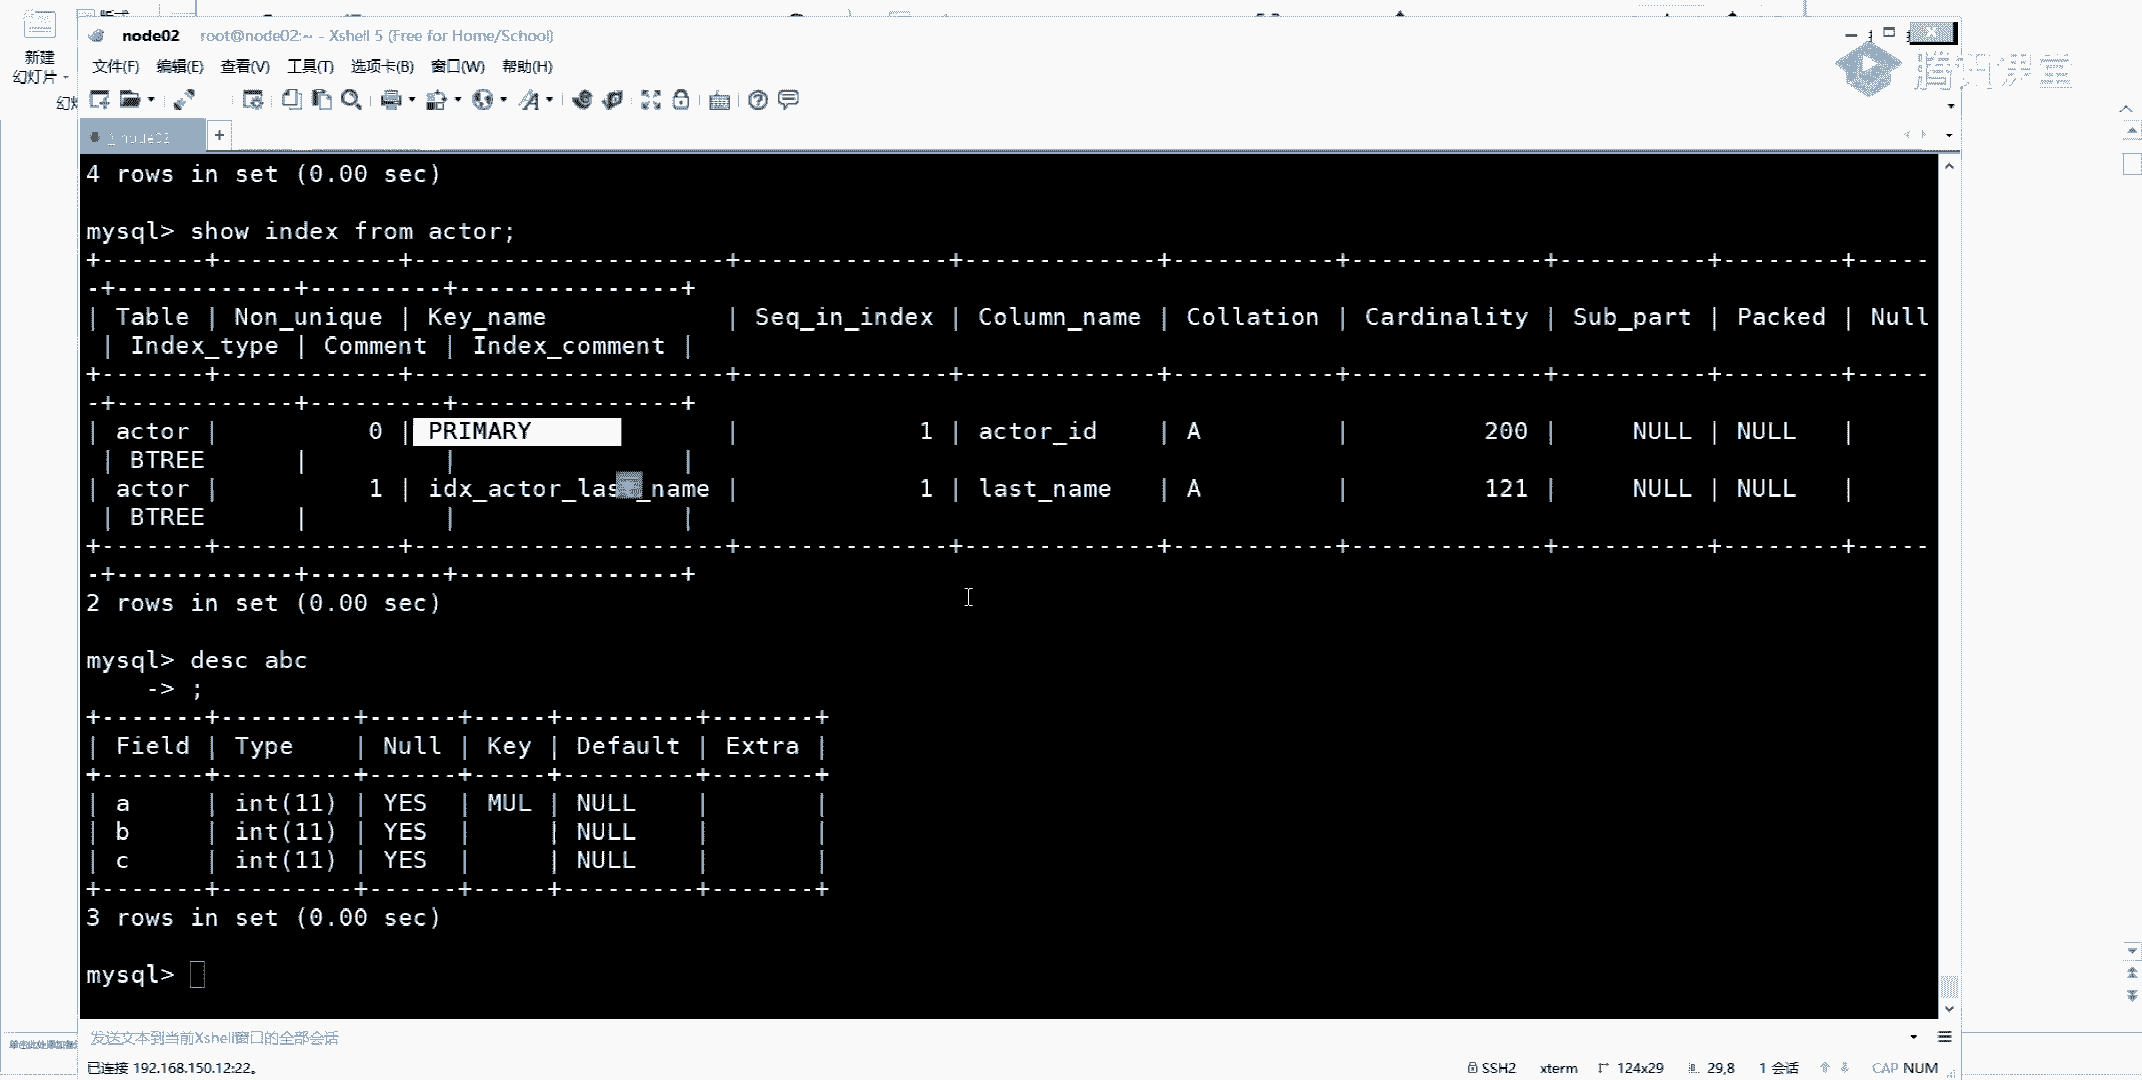 新建
幻灯片
node02 root@node02:~ - Xshell 5 (Free for Home/School)
文件(F) 编辑(E) 查看(V) 工具(T) 选项卡(B) 窗口(W) 帮助(H)
腾讯课堂
1 node02 +
4 rows in set (0.00 sec)
mysql> show index from actor;
+-------+------------+---------------------+--------------+-------------+-----------+-------------+----------+--------+-----
-+------------+---------+---------------+
| Table | Non_unique | Key_name            | Seq_in_index | Column_name | Collation | Cardinality | Sub_part | Packed | Null
 | Index_type | Comment | Index_comment |
+-------+------------+---------------------+--------------+-------------+-----------+-------------+----------+--------+-----
-+------------+---------+---------------+
| actor |          0 | PRIMARY             |            1 | actor_id    | A         |         200 |     NULL | NULL   |
 | BTREE      |         |               |
| actor |          1 | idx_actor_last_name |            1 | last_name   | A         |         121 |     NULL | NULL   |
 | BTREE      |         |               |
+-------+------------+---------------------+--------------+-------------+-----------+-------------+----------+--------+-----
-+------------+---------+---------------+
2 rows in set (0.00 sec)
mysql> desc abc
    -> ;
+-------+---------+------+-----+---------+-------+
| Field | Type    | Null | Key | Default | Extra |
+-------+---------+------+-----+---------+-------+
| a     | int(11) | YES  | MUL | NULL    |       |
| b     | int(11) | YES  |     | NULL    |       |
| c     | int(11) | YES  |     | NULL    |       |
+-------+---------+------+-----+---------+-------+
3 rows in set (0.00 sec)
mysql>
发送文本到当前Xshell窗口的全部会话
已连接 192.168.150.12:22。 SSH2 xterm 124x29 29,8 1 会话 CAP NUM